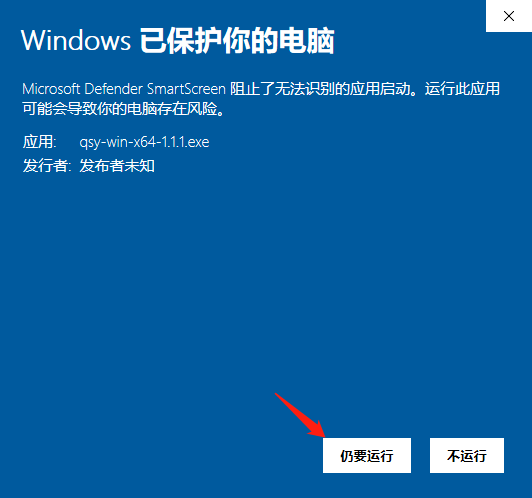 Windows 已保护你的电脑
Microsoft Defender SmartScreen 阻止了无法识别的应用启动。运行此应用
可能会导致你的电脑存在风险。
应用: qsy-win-x64-1.1.1.exe
发行者: 发布者未知
仍要运行 不运行